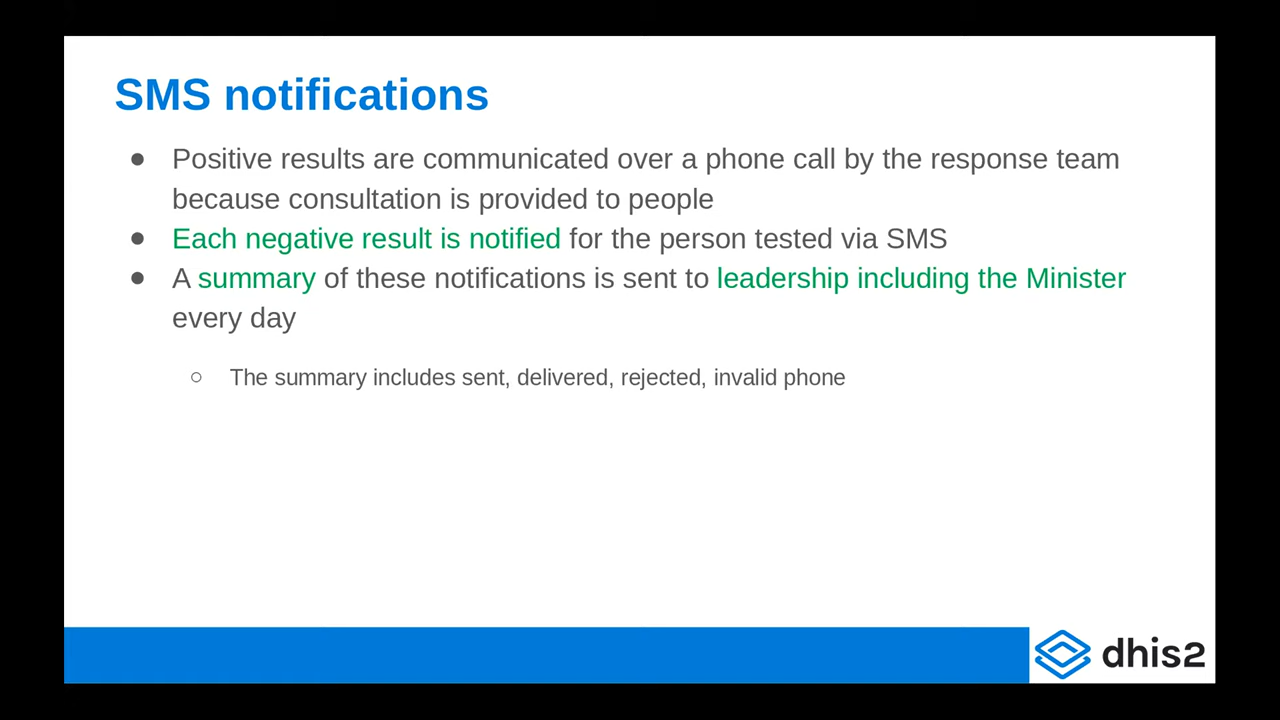 SMS notifications
● Positive results are communicated over a phone call by the response team
because consultation is provided to people
● Each negative result is notified for the person tested via SMS
● A summary of these notifications is sent to leadership including the Minister
every day
○ The summary includes sent, delivered, rejected, invalid phone
dhis2